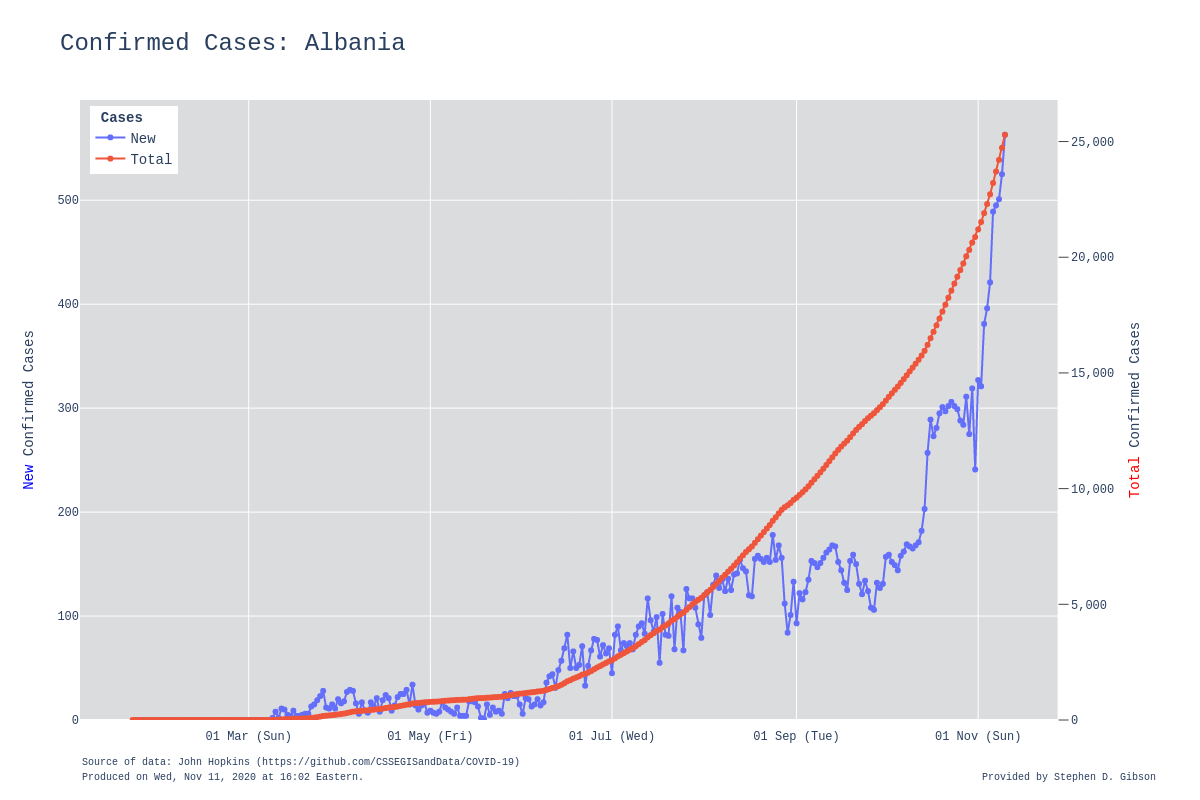 Confirmed Cases: Albania
Cases
New
Total
500
400
300
200
100
0
25,000
20,000
15,000
10,000
5,000
0
New Confirmed Cases
Total Confirmed Cases
01 Mar (Sun)
01 May (Fri)
01 Jul (Wed)
01 Sep (Tue)
01 Nov (Sun)
Source of data: John Hopkins (https://github.com/CSSEGISandData/COVID-19)
Produced on Wed, Nov 11, 2020 at 16:02 Eastern.
Provided by Stephen D. Gibson